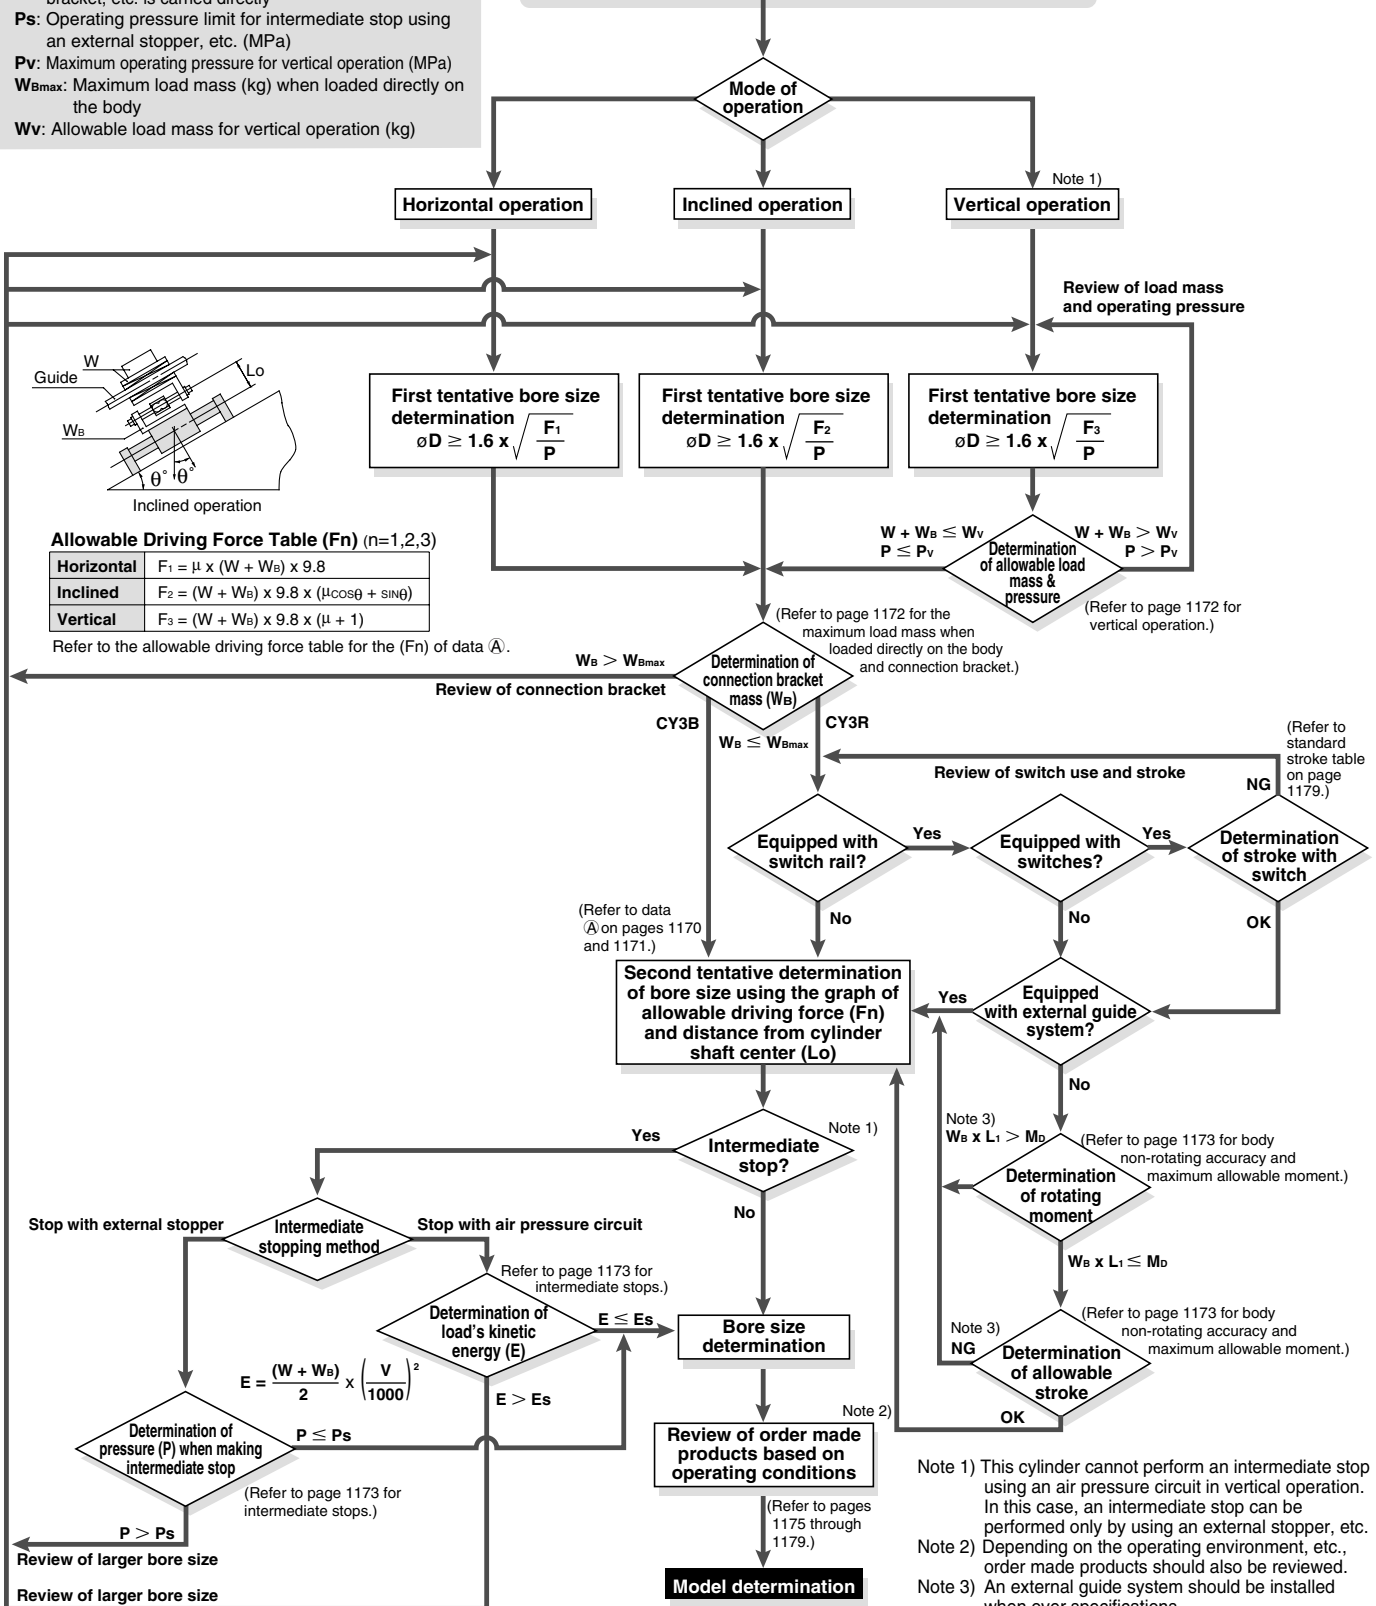 bracket, etc. is carried directly
Ps: Operating pressure limit for intermediate stop using
an external stopper, etc. (MPa)
Pv: Maximum operating pressure for vertical operation (MPa)
WBmax: Maximum load mass (kg) when loaded directly on
the body
Wv: Allowable load mass for vertical operation (kg)
Mode of
operation
Note 1)
Horizontal operation
Inclined operation
Vertical operation
Review of load mass
and operating pressure
W
Guide
Lo
WB
θ° θ°
Inclined operation
First tentative bore size
determination
øD ≥ 1.6 x √ F1
P
First tentative bore size
determination
øD ≥ 1.6 x √ F2
P
First tentative bore size
determination
øD ≥ 1.6 x √ F3
P
Allowable Driving Force Table (Fn) (n=1,2,3)
Horizontal F1 = μ x (W + WB) x 9.8
Inclined F2 = (W + WB) x 9.8 x (μCOSθ + SINθ)
Vertical F3 = (W + WB) x 9.8 x (μ + 1)
Refer to the allowable driving force table for the (Fn) of data Ⓐ.
W + WB ≤ WV
P ≤ PV
W + WB > WV
P > PV
Determination
of allowable load
mass &
pressure
(Refer to page 1172 for
vertical operation.)
(Refer to page 1172 for the
maximum load mass when
loaded directly on the body
and connection bracket.)
WB > WBmax
Review of connection bracket
Determination of
connection bracket
mass (WB)
CY3B
CY3R
WB ≤ WBmax
Review of switch use and stroke
(Refer to
standard
stroke table
on page
1179.)
NG
Equipped with
switch rail?
Yes
Equipped with
switches?
Yes
Determination
of stroke with
switch
No
No
OK
(Refer to data
Ⓐ on pages 1170
and 1171.)
Second tentative determination
of bore size using the graph of
allowable driving force (Fn)
and distance from cylinder
shaft center (Lo)
Yes
Equipped
with external guide
system?
No
Note 3)
WB x L1 > MD
(Refer to page 1173 for body
non-rotating accuracy and
maximum allowable moment.)
Determination
of rotating
moment
WB x L1 ≤ MD
Note 1)
Yes
Intermediate
stop?
No
Stop with external stopper
Intermediate
stopping method
Stop with air pressure circuit
Refer to page 1173 for
intermediate stops.)
Determination of
load's kinetic
energy (E)
E ≤ Es
Bore size
determination
(Refer to page 1173 for body
non-rotating accuracy and
maximum allowable moment.)
Note 3)
NG
Determination
of allowable
stroke
OK
E = (W + WB)
2 x ( V
1000 ) 2
E > Es
Determination of
pressure (P) when making
intermediate stop
P ≤ Ps
(Refer to page 1173 for
intermediate stops.)
Note 2)
Review of order made
products based on
operating conditions
(Refer to pages
1175 through
1179.)
P > Ps
Review of larger bore size
Review of larger bore size
Model determination
Note 1) This cylinder cannot perform an intermediate stop
using an air pressure circuit in vertical operation.
In this case, an intermediate stop can be
performed only by using an external stopper, etc.
Note 2) Depending on the operating environment, etc.,
order made products should also be reviewed.
Note 3) An external guide system should be installed
when over specifications.